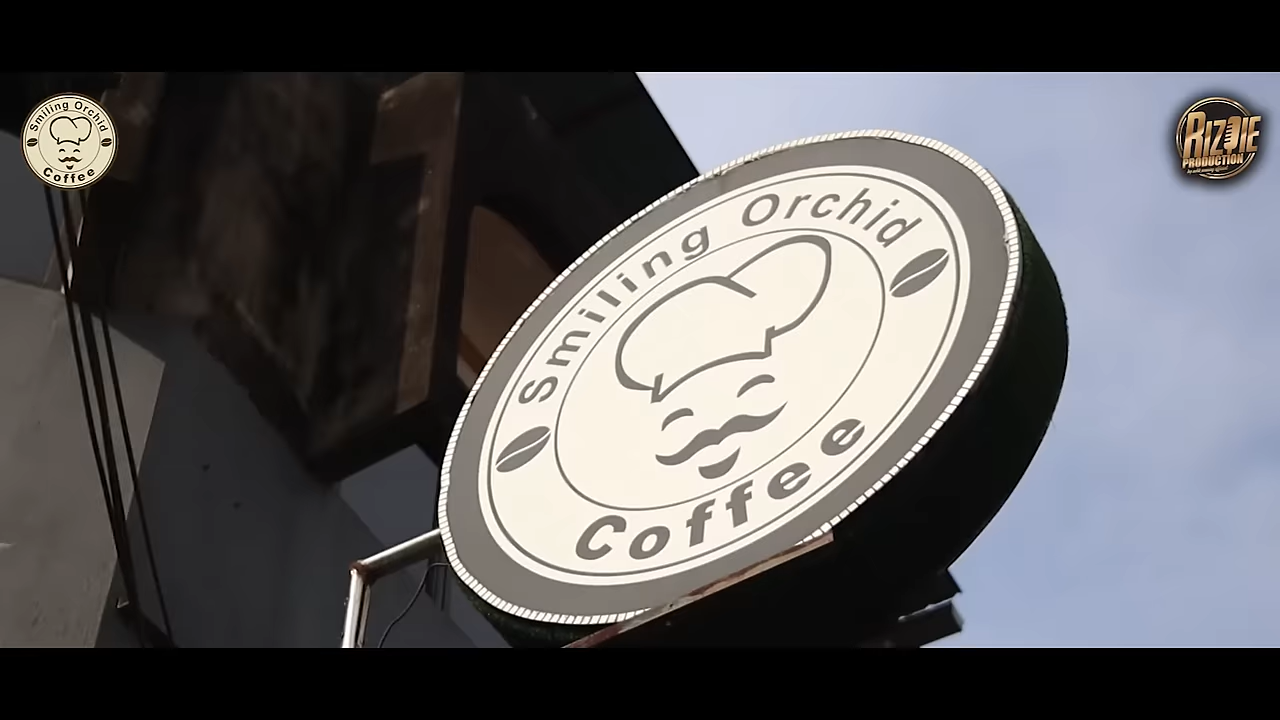 Smiling Orchid
Coffee
RIZZIE
PRODUCTION
Smiling Orchid
Coffee